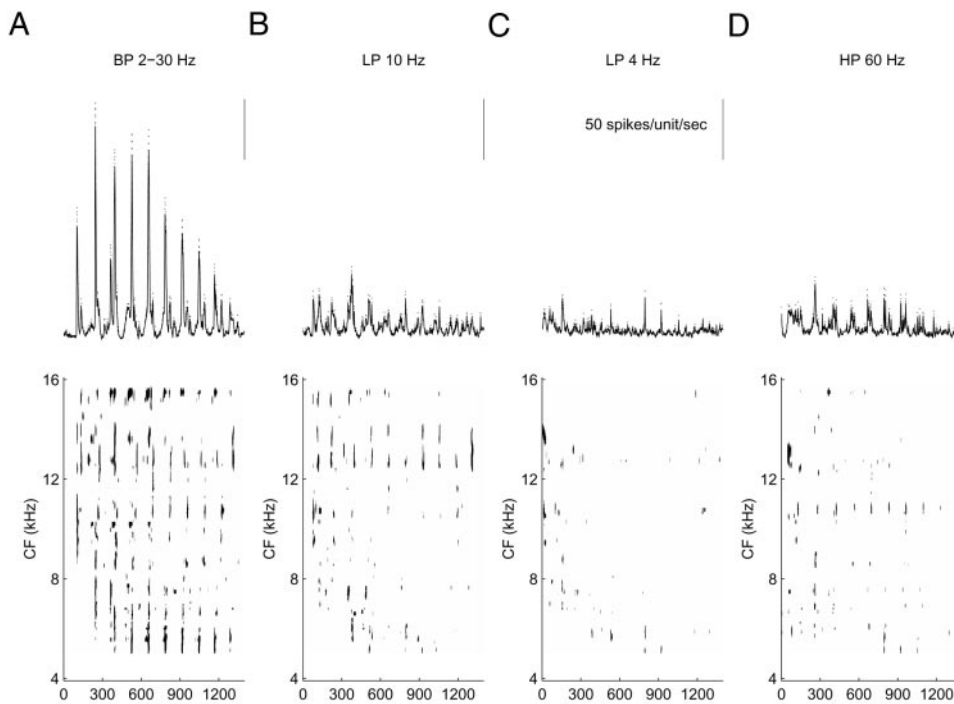 A B C D
BP 2−30 Hz LP 10 Hz LP 4 Hz HP 60 Hz
50 spikes/unit/sec
16 16 16 16
12 12 12 12
CF (kHz) CF (kHz) CF (kHz) CF (kHz)
8 8 8 8
4 4 4 4
0 300 600 900 1200 0 300 600 900 1200 0 300 600 900 1200 0 300 600 900 1200